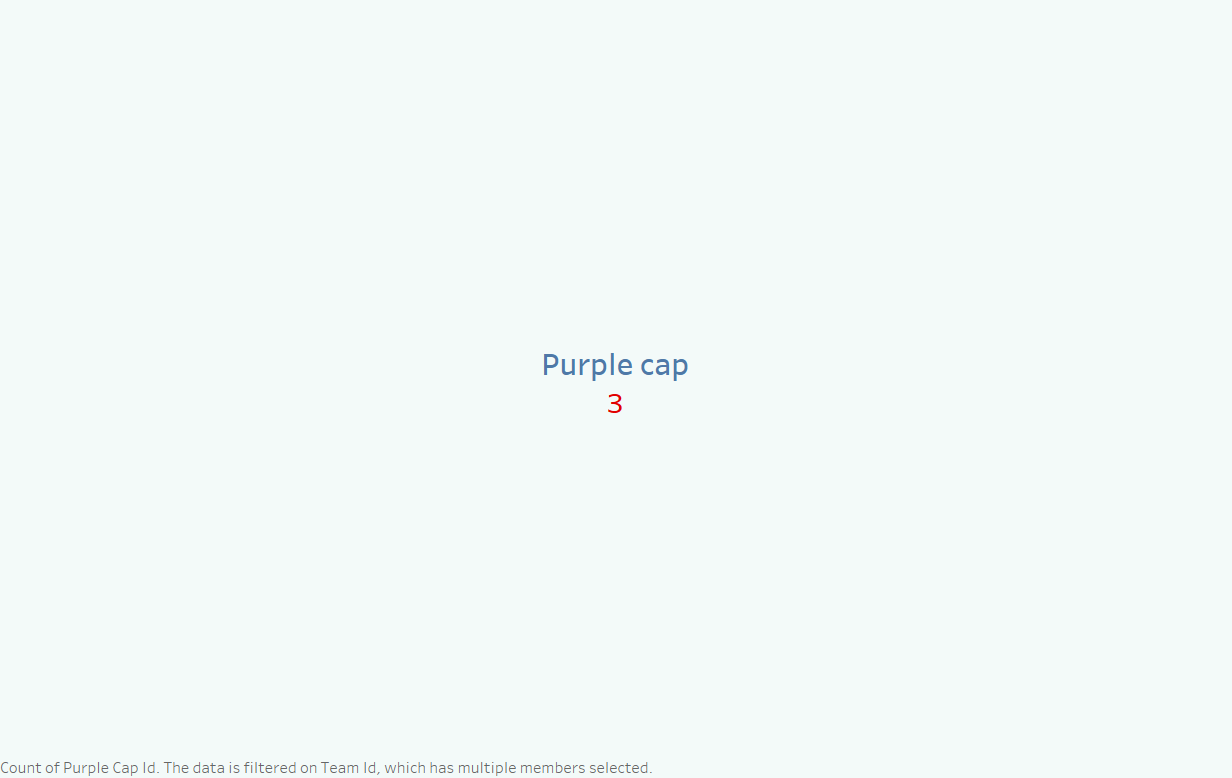 Purple cap
3
Count of Purple Cap Id. The data is filtered on Team Id, which has multiple members selected.